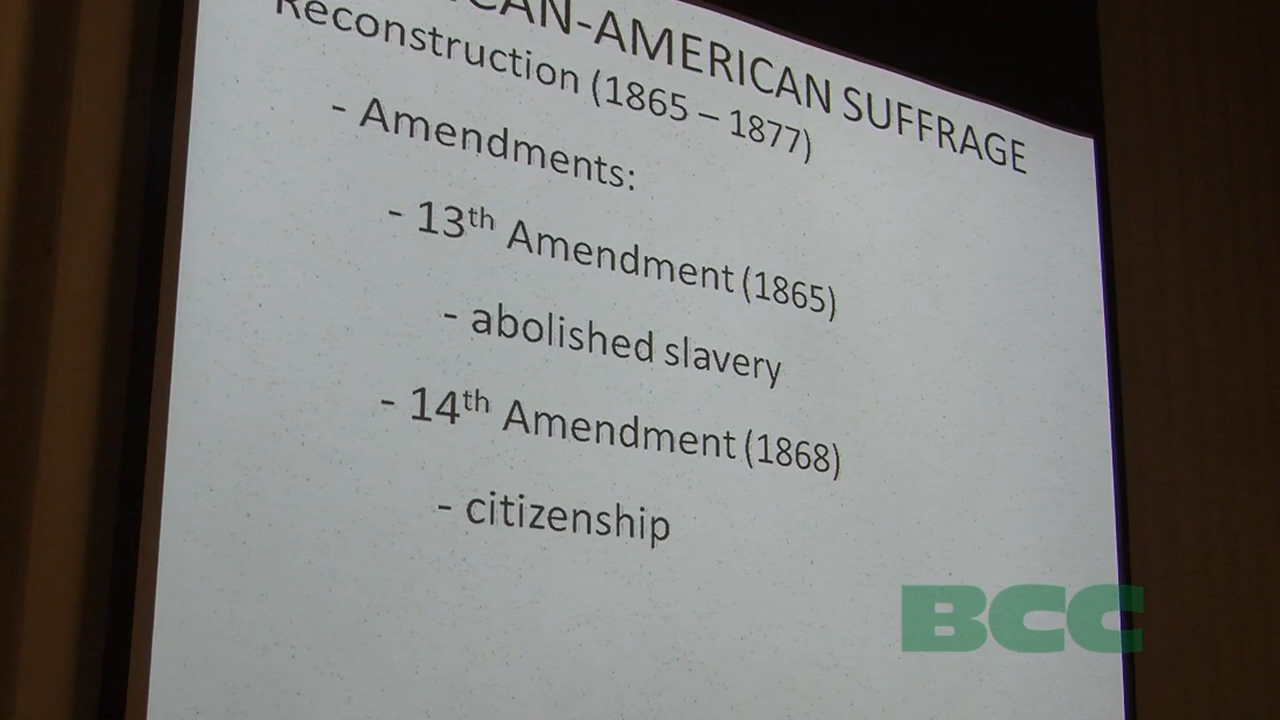 CAN-AMERICAN SUFFRAGE
Reconstruction (1865 – 1877)
- Amendments:
- 13th Amendment (1865)
- abolished slavery
- 14th Amendment (1868)
- citizenship
BCC